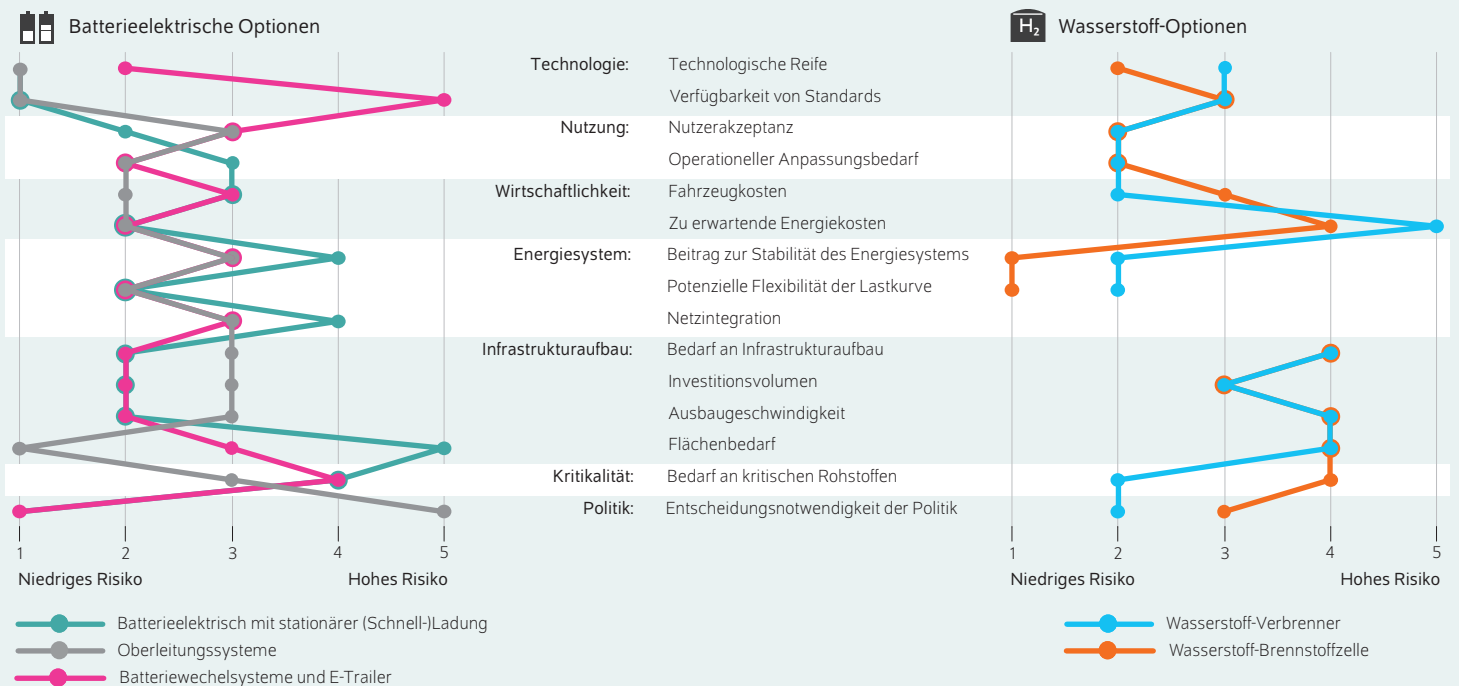 Batterieelektrische Optionen
H2 Wasserstoff-Optionen
Technologie: Technologische Reife
Verfügbarkeit von Standards
Nutzung: Nutzerakzeptanz
Operationeller Anpassungsbedarf
Wirtschaftlichkeit: Fahrzeugkosten
Zu erwartende Energiekosten
Energiesystem: Beitrag zur Stabilität des Energiesystems
Potenzielle Flexibilität der Lastkurve
Netzintegration
Infrastrukturaufbau: Bedarf an Infrastrukturaufbau
Investitionsvolumen
Ausbaugeschwindigkeit
Flächenbedarf
Kritikalität: Bedarf an kritischen Rohstoffen
Politik: Entscheidungsnotwendigkeit der Politik
1 2 3 4 5
Niedriges Risiko Hohes Risiko
1 2 3 4 5
Niedriges Risiko Hohes Risiko
Batterieelektrisch mit stationärer (Schnell-)Ladung
Oberleitungssysteme
Batteriewechelsysteme und E-Trailer
Wasserstoff-Verbrenner
Wasserstoff-Brennstoffzelle